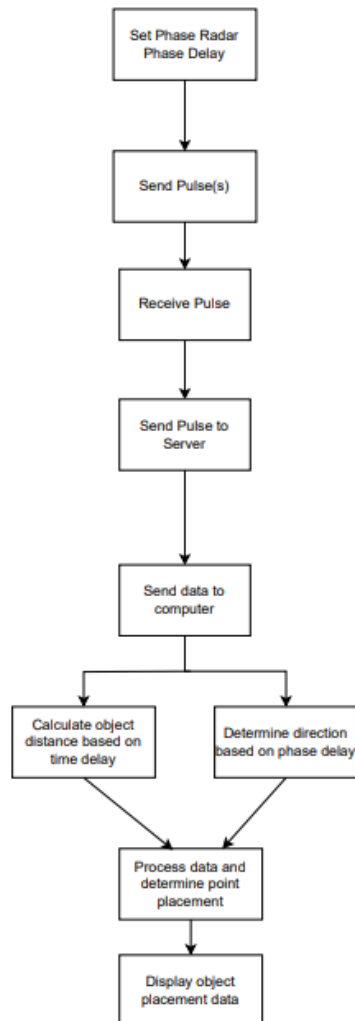 Set Phase Radar
Phase Delay
Send Pulse(s)
Receive Pulse
Send Pulse to
Server
Send data to
computer
Calculate object
distance based on
time delay
Determine direction
based on phase delay
Process data and
determine point
placement
Display object
placement data